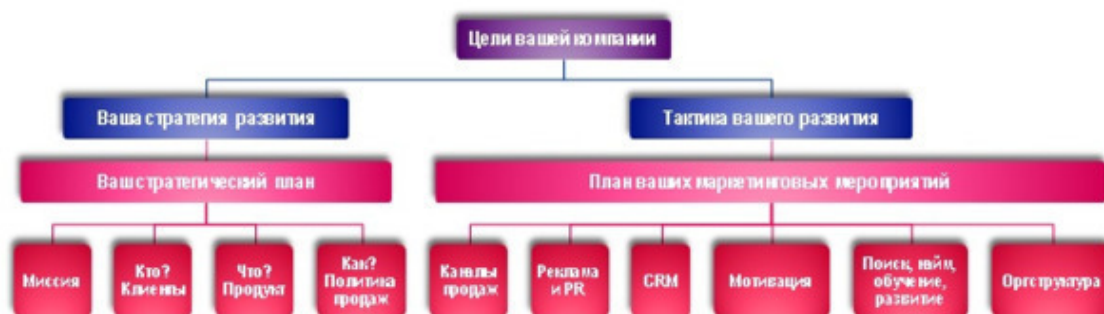 Цели вашей компании
Ваша стратегия развития
Тактика вашего развития
Ваш стратегический план
План ваших маркетинговых мероприятий
Миссия
Кто?
Клиенты
Что?
Продукт
Как?
Политика
продаж
Каналы
продаж
Реклама
и PR
CRM
Мотивация
Поиск, найм,
обучение,
развитие
Оргструктура